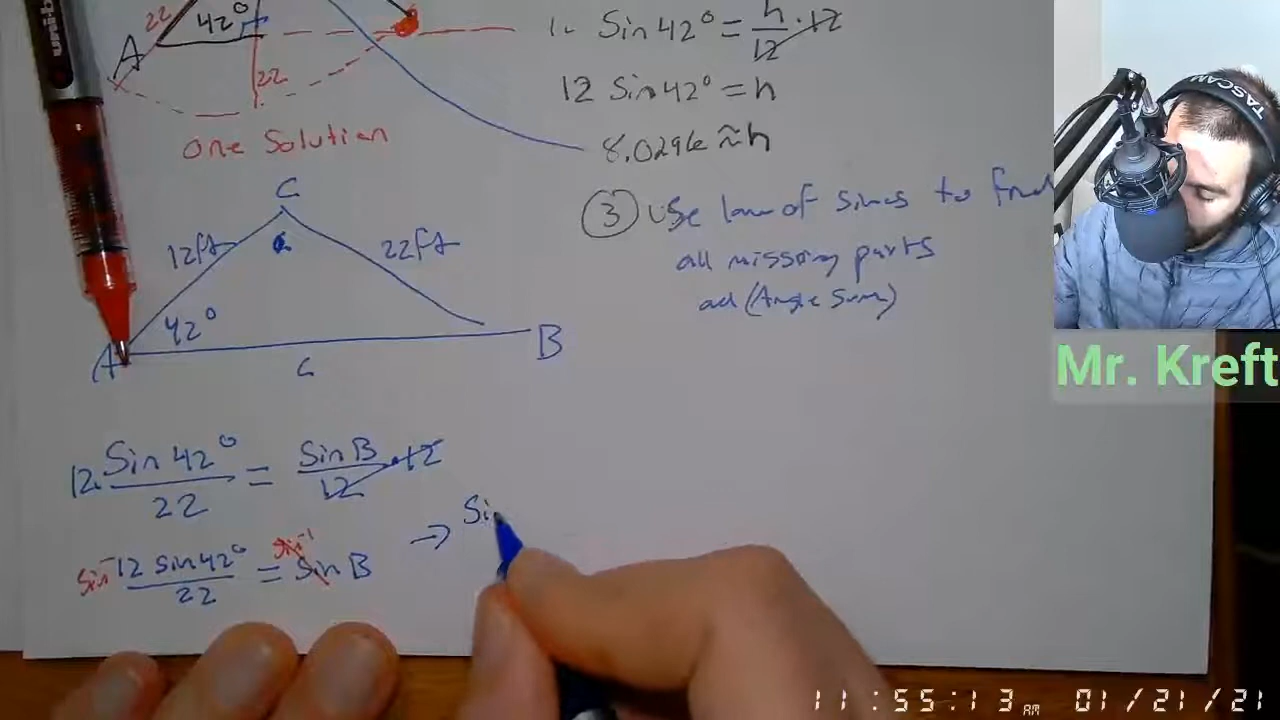 22
A 42°
22
one Solution
1. Sin 42° = h/12 · 12
12 Sin 42° = h
8.0296 ≈ h
③ Use law of sines to find
all missing parts
and (Angle Sum)
C
12ft 22ft
42°
A B
c
12 · Sin 42°/22 = Sin B/12 · 12
sin⁻¹ 12 sin 42°/22 = sin⁻¹ sin B → Sin
TASCAM
Mr. Kreft
11:55:13 AM 01/21/21